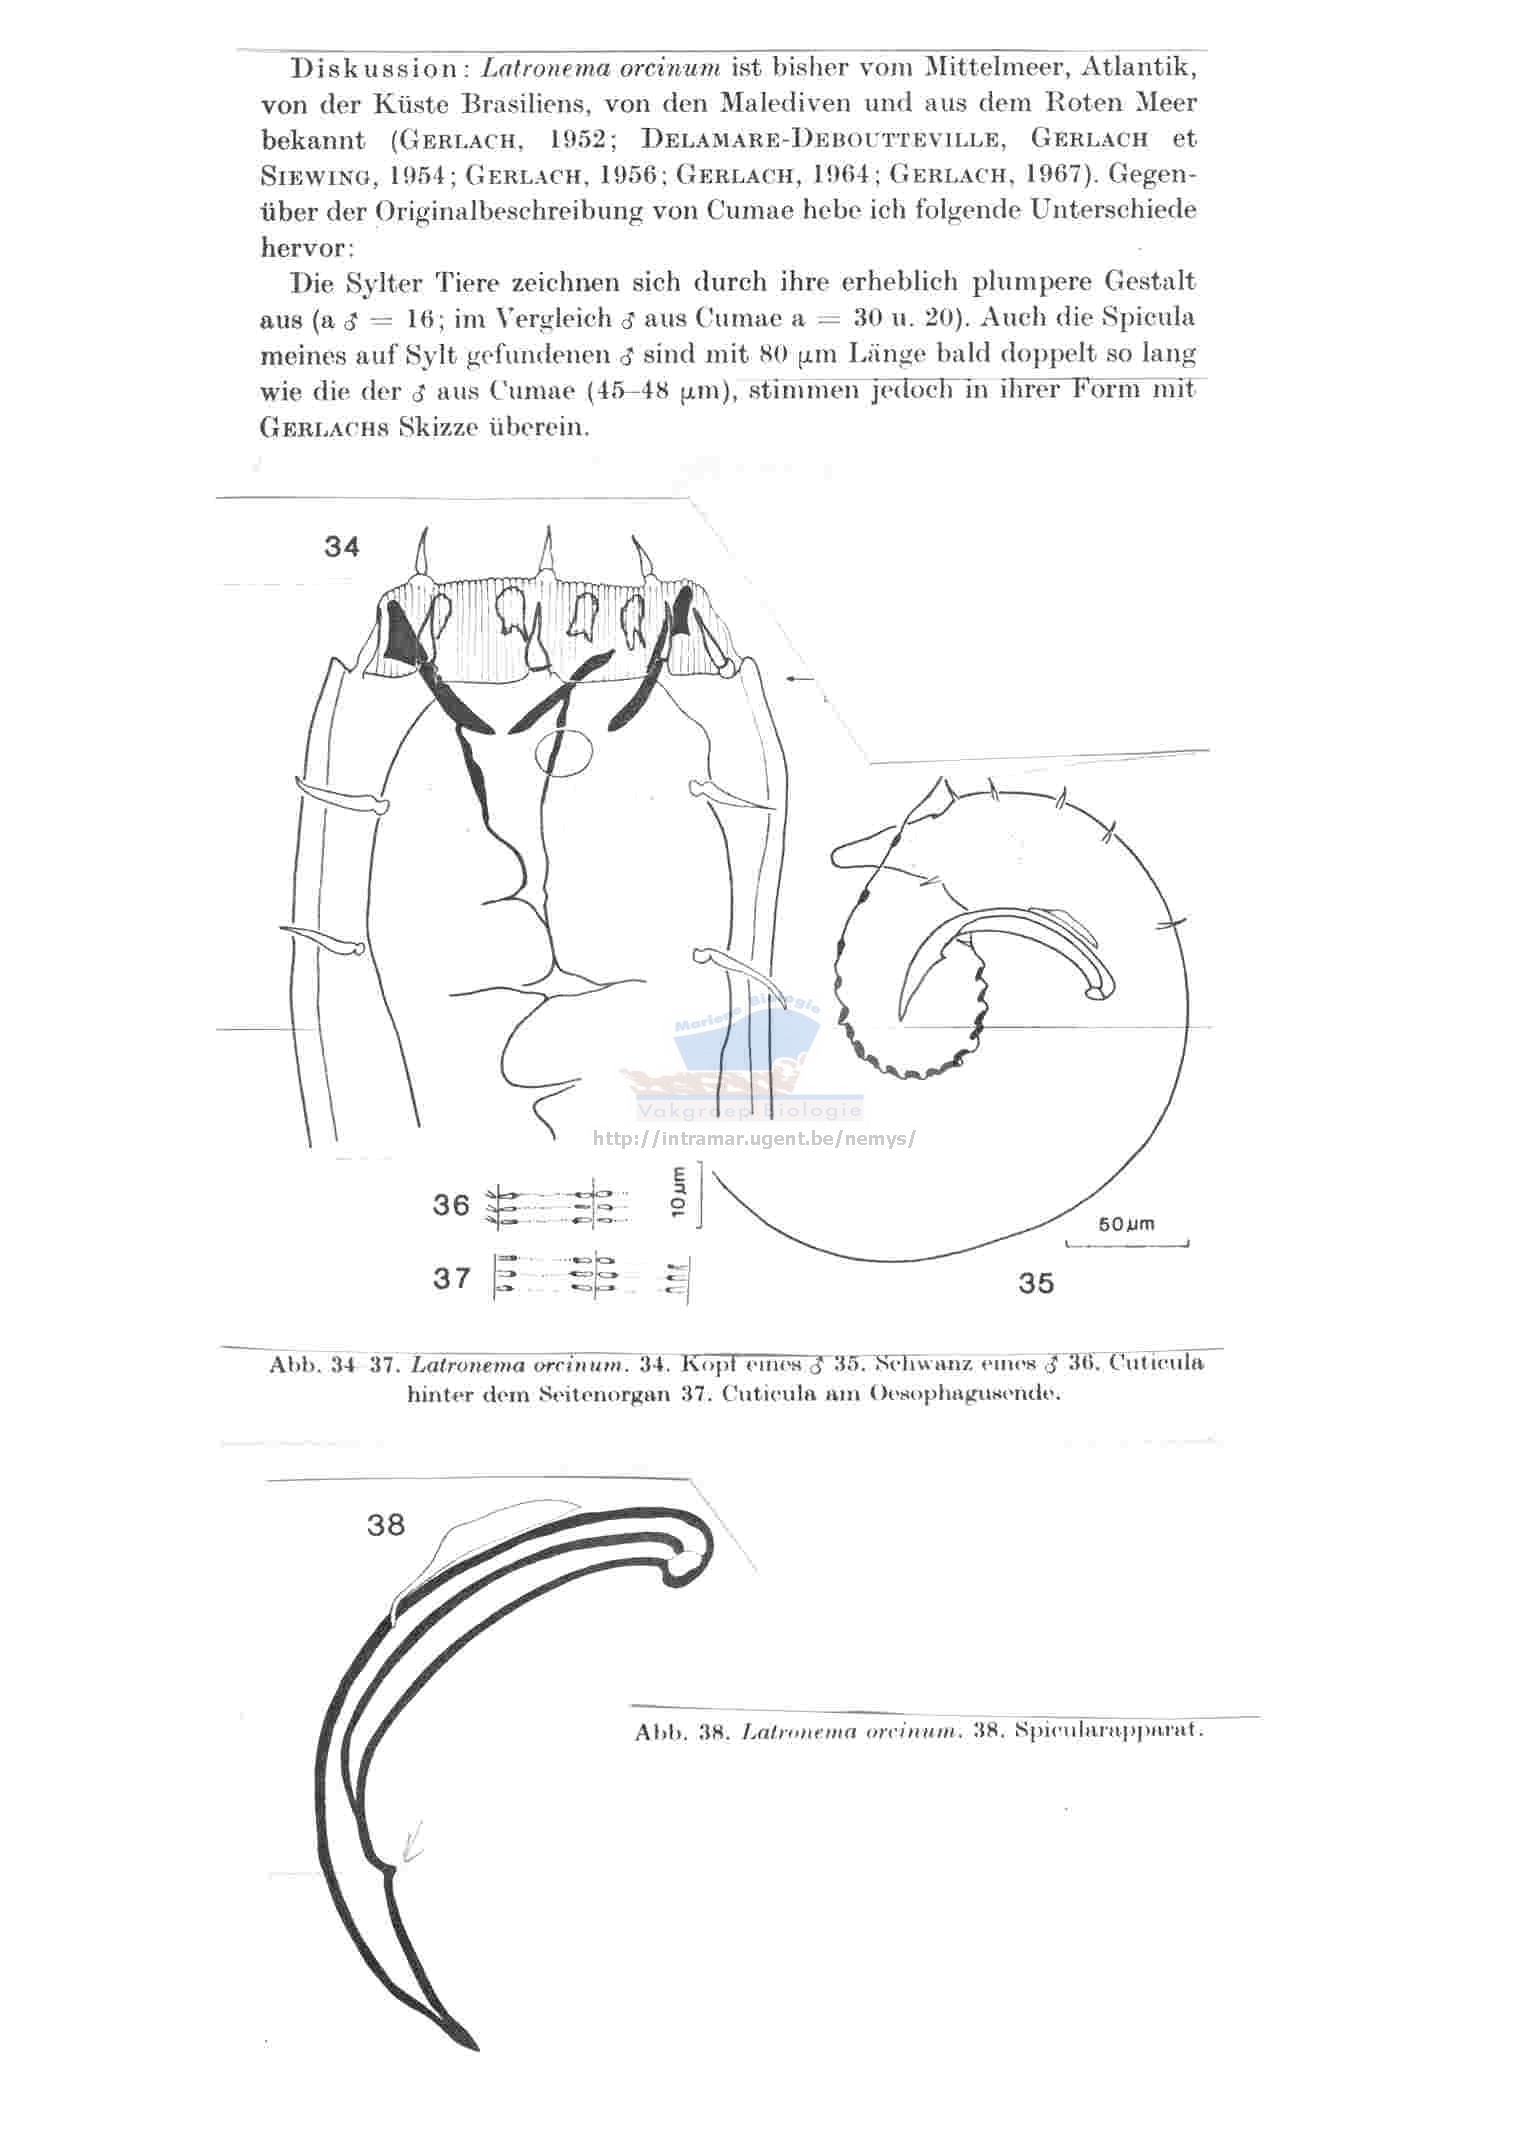 Diskussion: Latronema orcinum ist bisher vom Mittelmeer, Atlantik,
von der Küste Brasiliens, von den Malediven und aus dem Roten Meer
bekannt (GERLACH, 1952; DELAMARE-DEBOUTTEVILLE, GERLACH et
SIEWING, 1954; GERLACH, 1956; GERLACH, 1964; GERLACH, 1967). Gegen-
über der Originalbeschreibung von Cumae hebe ich folgende Unterschiede
hervor:
Die Sylter Tiere zeichnen sich durch ihre erheblich plumpere Gestalt
aus (a ♂ = 16; im Vergleich ♂ aus Cumae a = 30 u. 20). Auch die Spicula
meines auf Sylt gefundenen ♂ sind mit 80 μm Länge bald doppelt so lang
wie die der ♂ aus Cumae (45–48 μm), stimmen jedoch in ihrer Form mit
GERLACHS Skizze überein.
34
Mariene Biologie
Vakgroep Biologie
http://intramar.ugent.be/nemys/
36
10 μm
37
50 μm
35
Abb. 34–37. Latronema orcinum. 34. Kopf eines ♂ 35. Schwanz eines ♂ 36. Cuticula
hinter dem Seitenorgan 37. Cuticula am Oesophagusende.
38
Abb. 38. Latronema orcinum. 38. Spicularapparat.